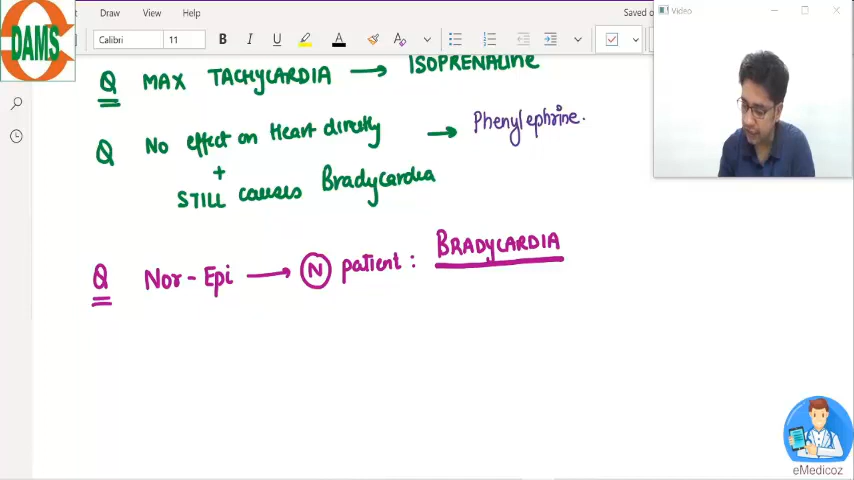 DAMS
Draw View Help
Saved o
Calibri 11 B I U A
Video
Q MAX TACHYCARDIA → ISOPRENALINE
Q No effect on Heart directly → Phenylephrine.
+
STILL causes Bradycardia
Q Nor-Epi → N patient: BRADYCARDIA
eMedicoz